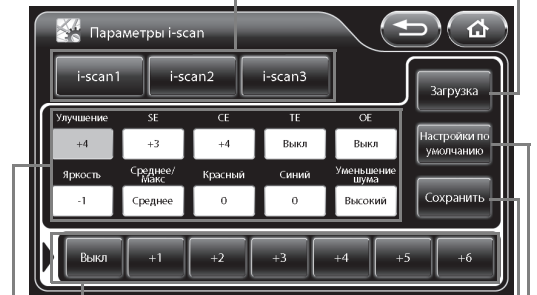 Параметры i-scan
i-scan1 i-scan2 i-scan3
Загрузка
Улучшение SE CE TE OE
+4 +3 +4 Выкл Выкл
Настройки по
умолчанию
Яркость Среднее/
Макс Красный Синий Уменьшение
шума
-1 Среднее 0 0 Высокий
Сохранить
Выкл +1 +2 +3 +4 +5 +6